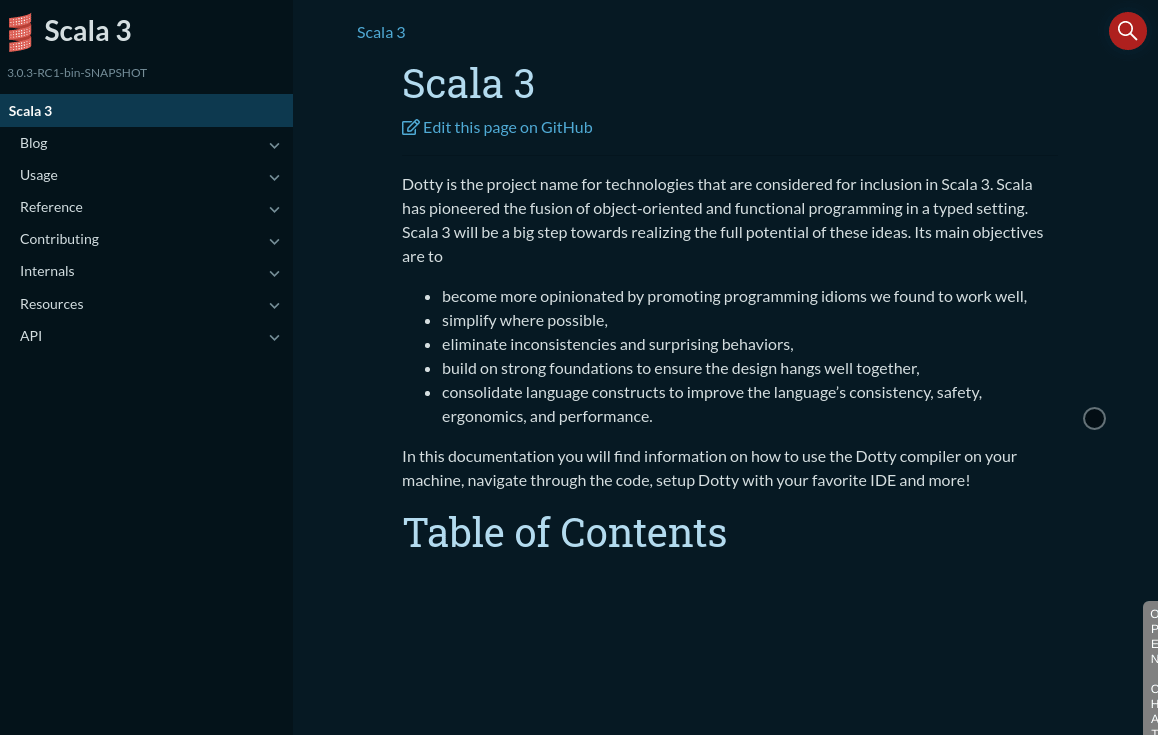 Scala 3
3.0.3-RC1-bin-SNAPSHOT
Scala 3
Blog
Usage
Reference
Contributing
Internals
Resources
API
Scala 3
Scala 3
Edit this page on GitHub
Dotty is the project name for technologies that are considered for inclusion in Scala 3. Scala
has pioneered the fusion of object-oriented and functional programming in a typed setting.
Scala 3 will be a big step towards realizing the full potential of these ideas. Its main objectives
are to
• become more opinionated by promoting programming idioms we found to work well,
• simplify where possible,
• eliminate inconsistencies and surprising behaviors,
• build on strong foundations to ensure the design hangs well together,
• consolidate language constructs to improve the language’s consistency, safety,
ergonomics, and performance.
In this documentation you will find information on how to use the Dotty compiler on your
machine, navigate through the code, setup Dotty with your favorite IDE and more!
Table of Contents
OPEN CHAT